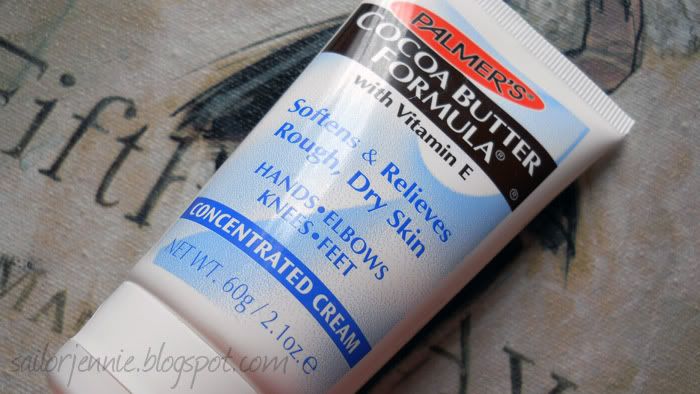 PALMER'S®
COCOA BUTTER
FORMULA®
with Vitamin E
Softens & Relieves
Rough, Dry Skin
HANDS•ELBOWS
KNEES•FEET
CONCENTRATED CREAM
NET WT. 60g / 2.1oz e
Fifth
sailorjennie.blogspot.com